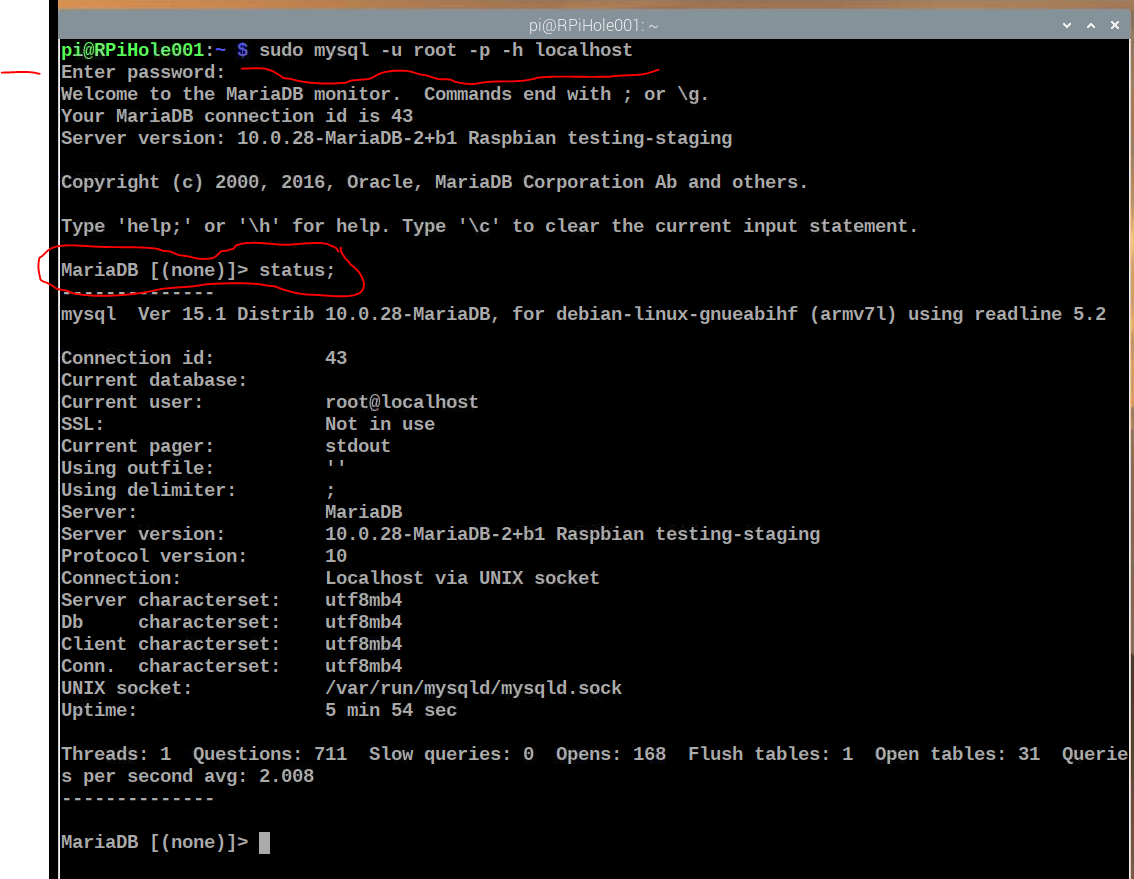 pi@RPiHole001: ~
pi@RPiHole001:~ $ sudo mysql -u root -p -h localhost
Enter password:
Welcome to the MariaDB monitor.  Commands end with ; or \g.
Your MariaDB connection id is 43
Server version: 10.0.28-MariaDB-2+b1 Raspbian testing-staging

Copyright (c) 2000, 2016, Oracle, MariaDB Corporation Ab and others.

Type 'help;' or '\h' for help. Type '\c' to clear the current input statement.

MariaDB [(none)]> status;
--------------
mysql  Ver 15.1 Distrib 10.0.28-MariaDB, for debian-linux-gnueabihf (armv7l) using readline 5.2

Connection id:          43
Current database:
Current user:           root@localhost
SSL:                    Not in use
Current pager:          stdout
Using outfile:          ''
Using delimiter:        ;
Server:                 MariaDB
Server version:         10.0.28-MariaDB-2+b1 Raspbian testing-staging
Protocol version:       10
Connection:             Localhost via UNIX socket
Server characterset:    utf8mb4
Db     characterset:    utf8mb4
Client characterset:    utf8mb4
Conn.  characterset:    utf8mb4
UNIX socket:            /var/run/mysqld/mysqld.sock
Uptime:                 5 min 54 sec

Threads: 1  Questions: 711  Slow queries: 0  Opens: 168  Flush tables: 1  Open tables: 31  Querie
s per second avg: 2.008
--------------

MariaDB [(none)]>